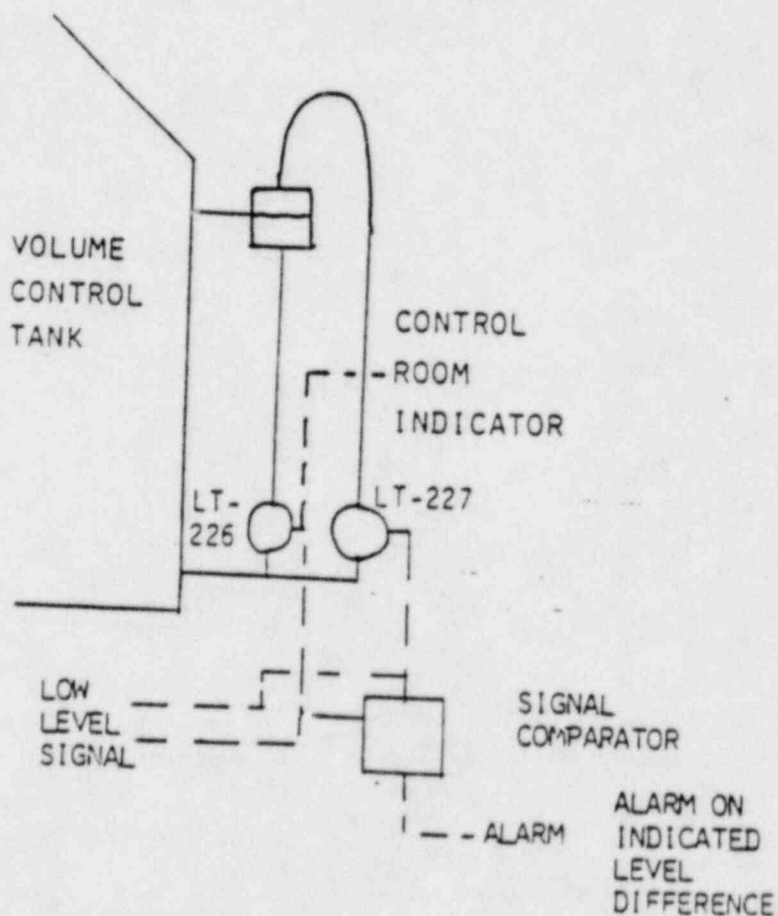 VOLUME
CONTROL
TANK
CONTROL
ROOM
INDICATOR
LT-
226
LT-227
LOW
LEVEL
SIGNAL
SIGNAL
COMPARATOR
ALARM
ALARM ON
INDICATED
LEVEL
DIFFERENCE